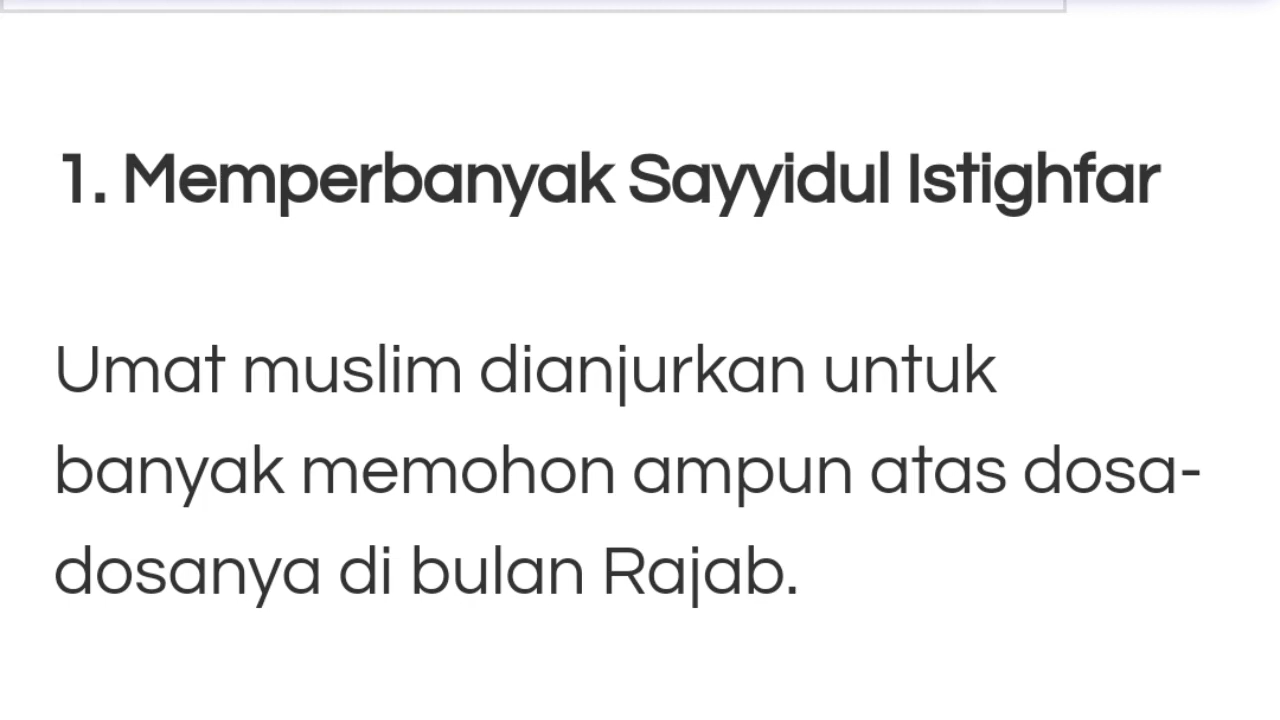 1. Memperbanyak Sayyidul Istighfar
Umat muslim dianjurkan untuk
banyak memohon ampun atas dosa-
dosanya di bulan Rajab.